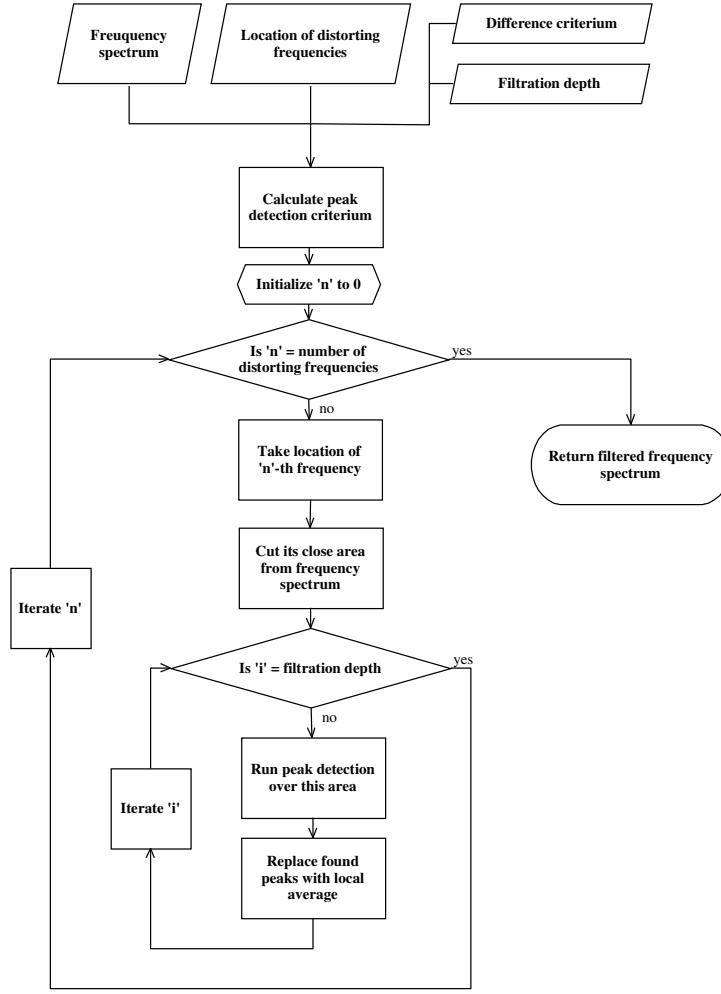 Freuquency
spectrum
Location of distorting
frequencies
Difference criterium
Filtration depth
Calculate peak
detection criterium
Initialize 'n' to 0
Is 'n' = number of
distorting frequencies
yes
no
Take location of
'n'-th frequency
Return filtered frequency
spectrum
Cut its close area
from frequency
spectrum
Iterate 'n'
Is 'i' = filtration depth
yes
no
Run peak detection
over this area
Iterate 'i'
Replace found
peaks with local
average